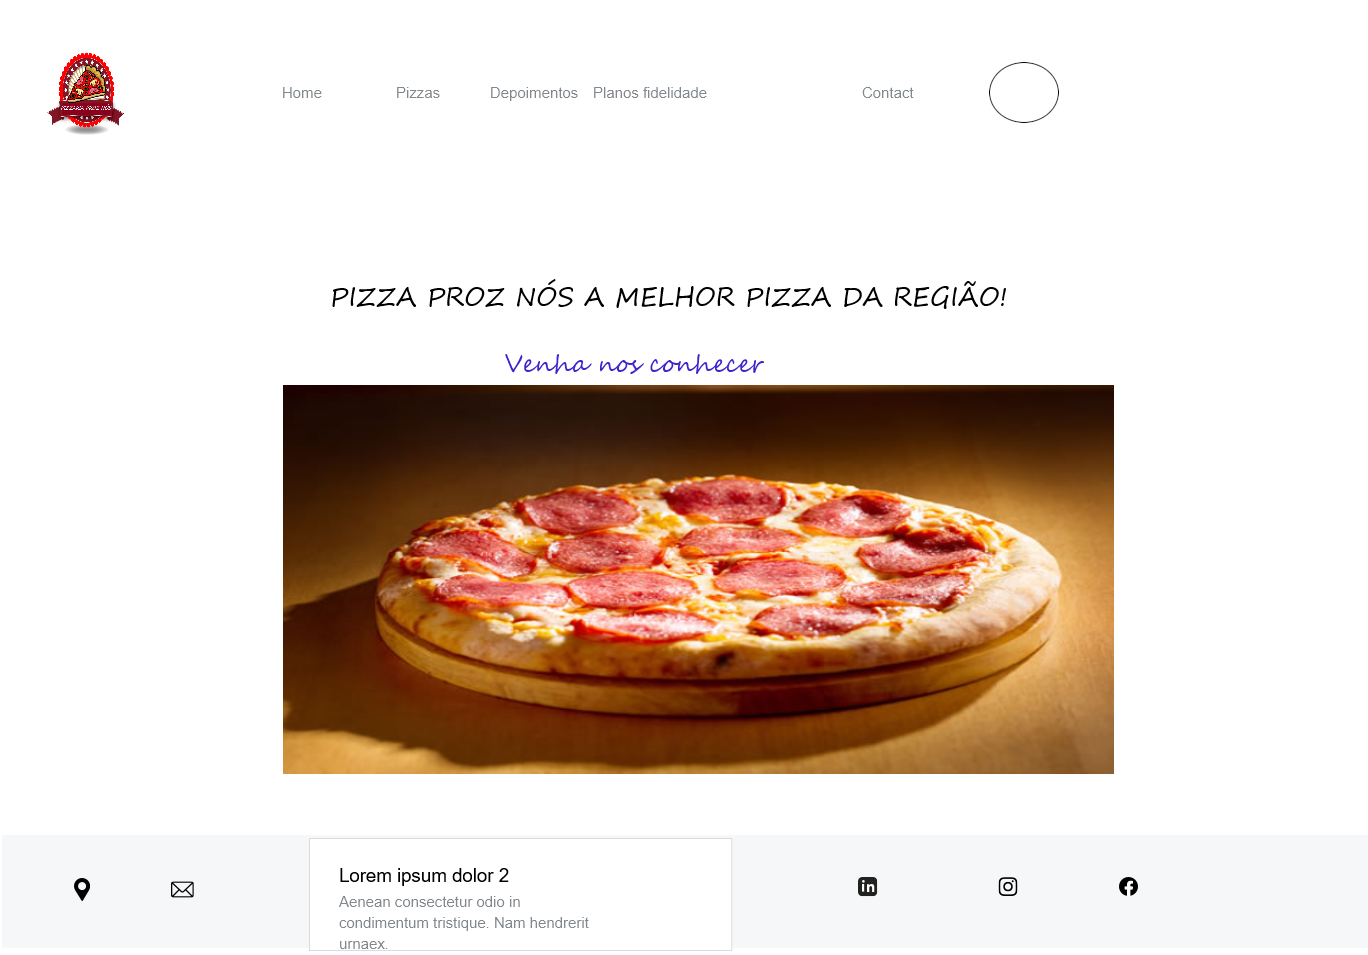 PIZZARIA PROZ NÓS
Home
Pizzas
Depoimentos
Planos fidelidade
Contact
PIZZA PROZ NÓS A MELHOR PIZZA DA REGIÃO!
Venha nos conhecer
Lorem ipsum dolor 2
Aenean consectetur odio in
condimentum tristique. Nam hendrerit
urnaex.